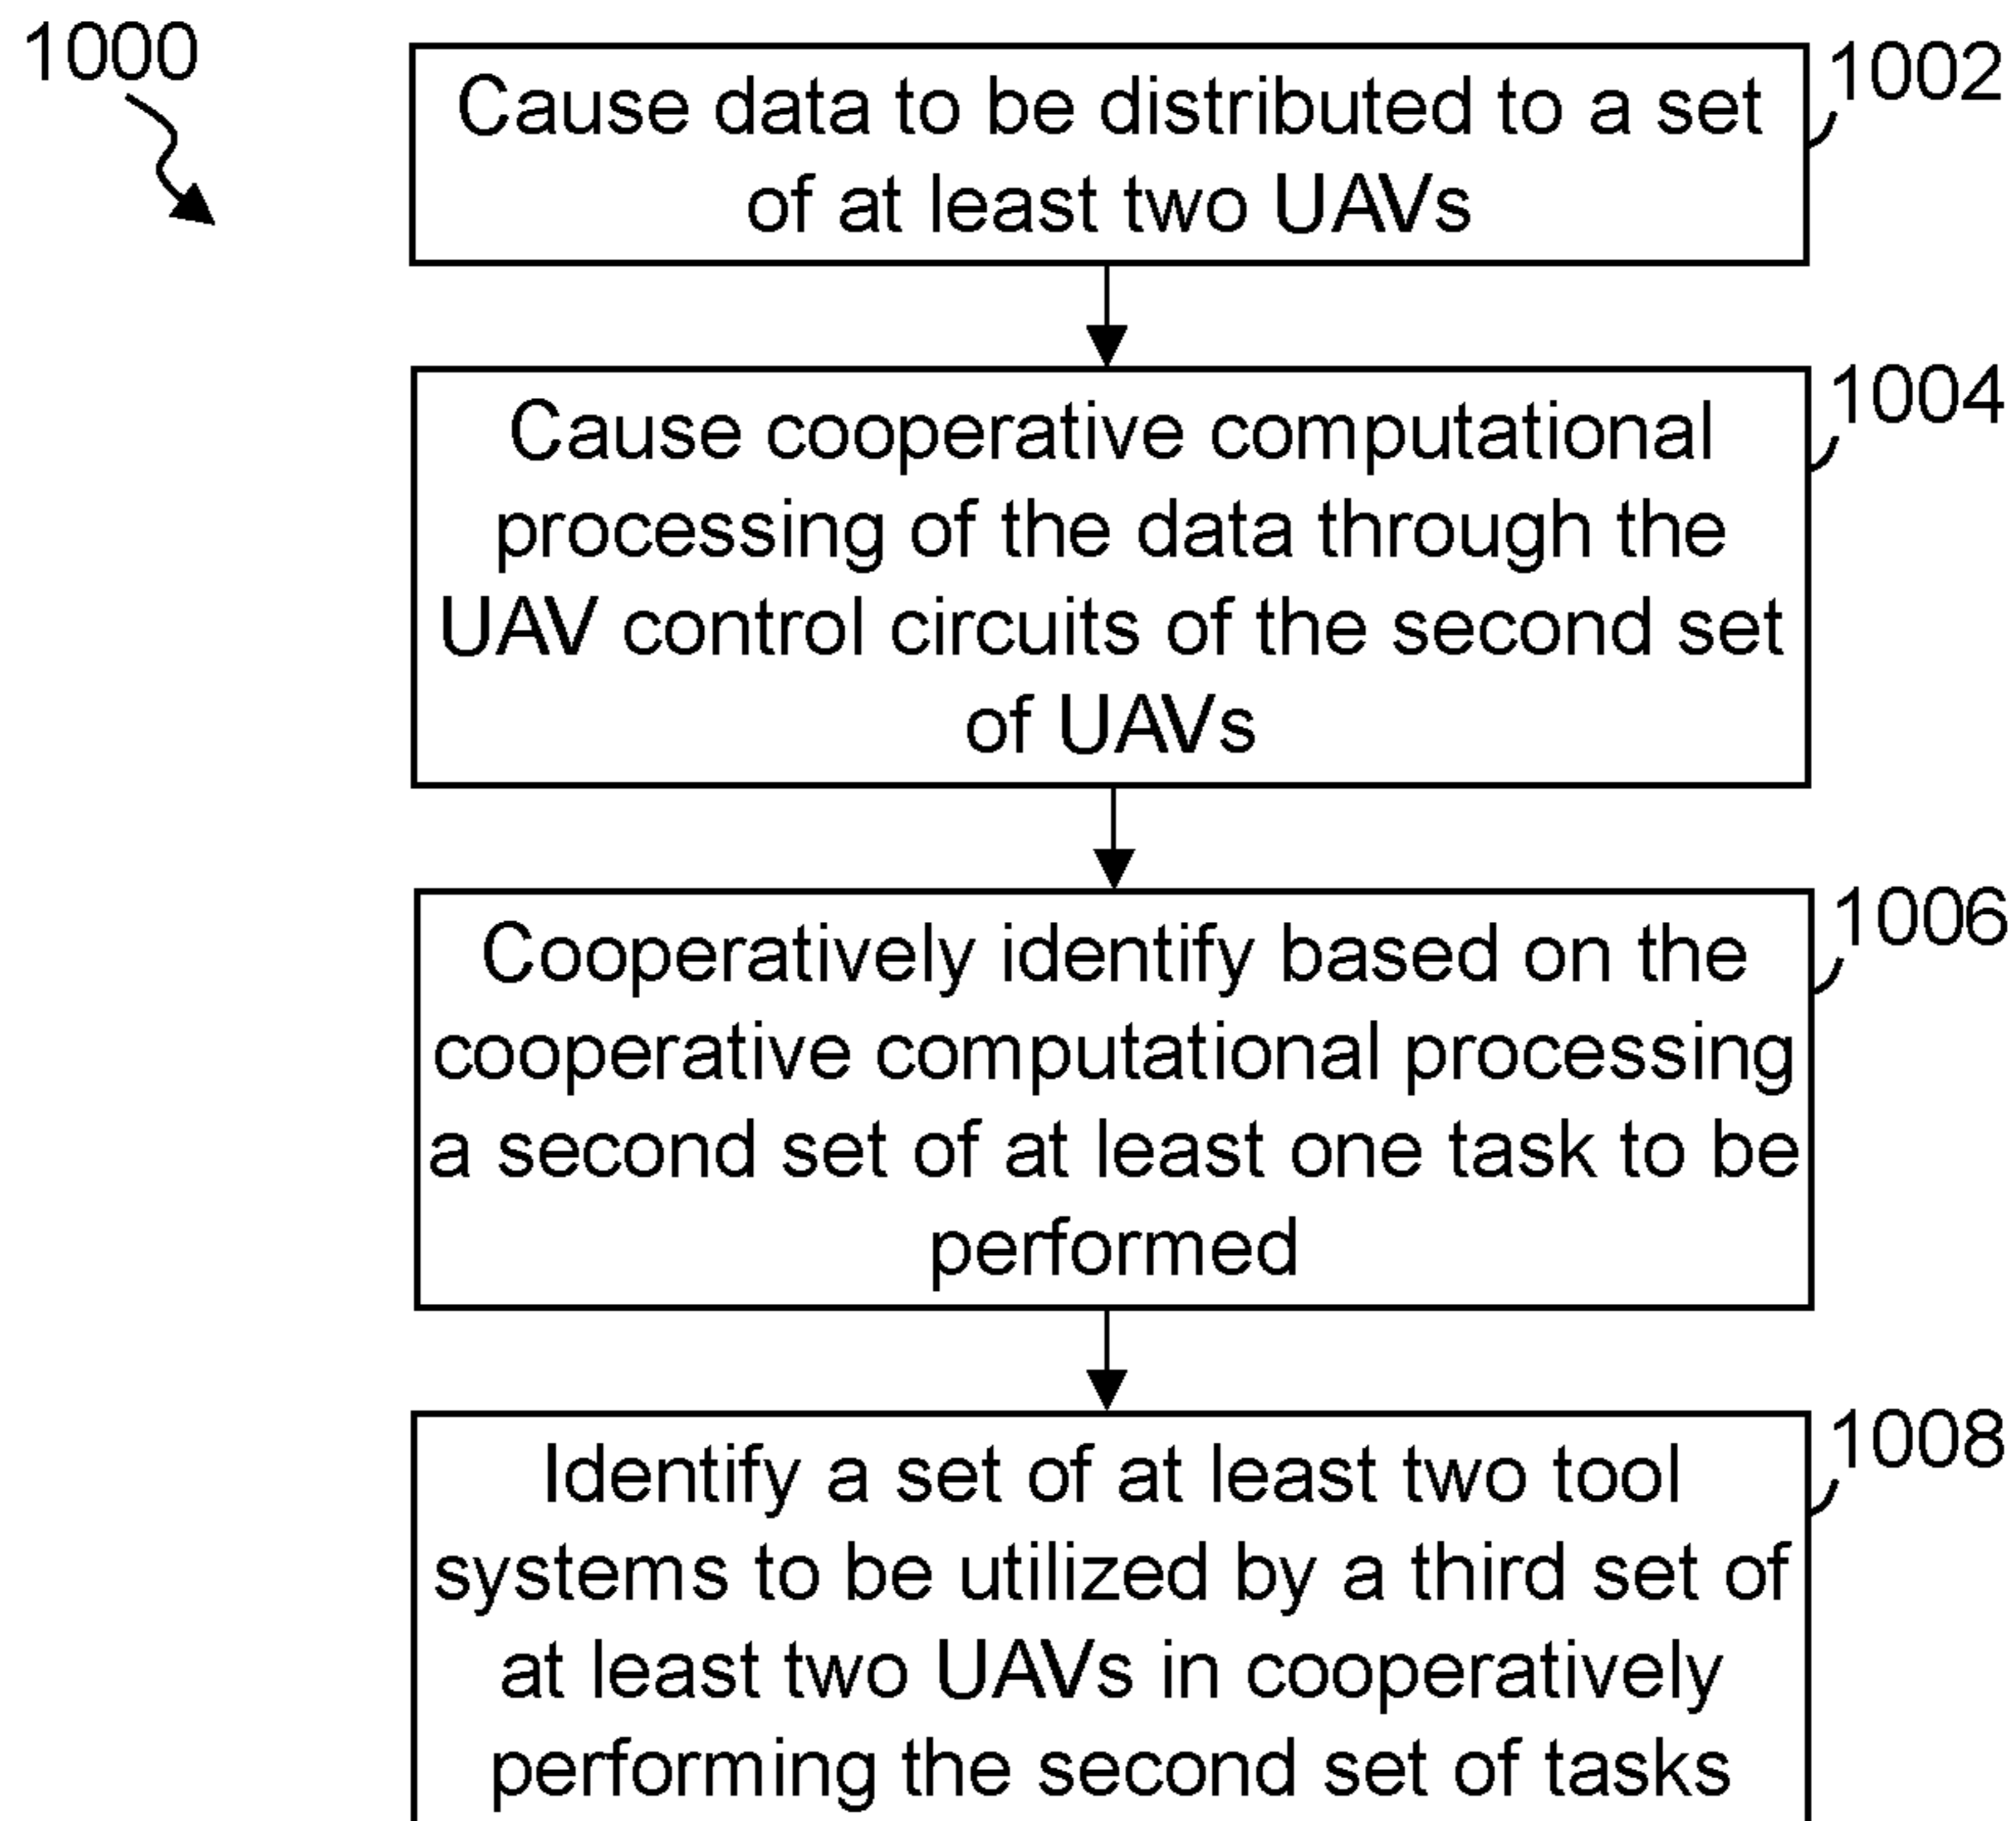 1000
1002
Cause data to be distributed to a set
of at least two UAVs
1004
Cause cooperative computational
processing of the data through the
UAV control circuits of the second set
of UAVs
1006
Cooperatively identify based on the
cooperative computational processing
a second set of at least one task to be
performed
1008
Identify a set of at least two tool
systems to be utilized by a third set of
at least two UAVs in cooperatively
performing the second set of tasks